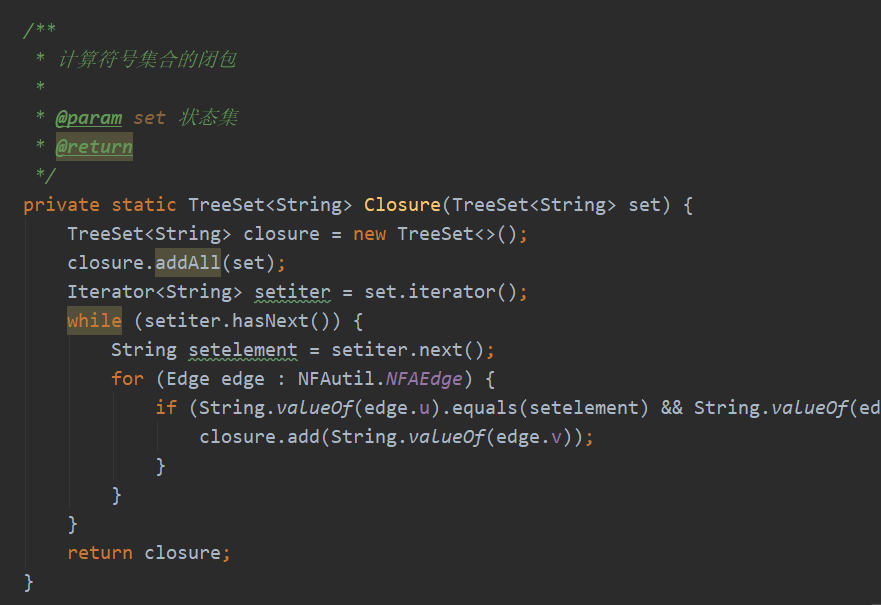 /**
 * 计算符号集合的闭包
 *
 * @param set 状态集
 * @return
 */
private static TreeSet<String> Closure(TreeSet<String> set) {
    TreeSet<String> closure = new TreeSet<>();
    closure.addAll(set);
    Iterator<String> setiter = set.iterator();
    while (setiter.hasNext()) {
        String setelement = setiter.next();
        for (Edge edge : NFAutil.NFAEdge) {
            if (String.valueOf(edge.u).equals(setelement) && String.valueOf(ed
                closure.add(String.valueOf(edge.v));
            }
        }
    }
    return closure;
}